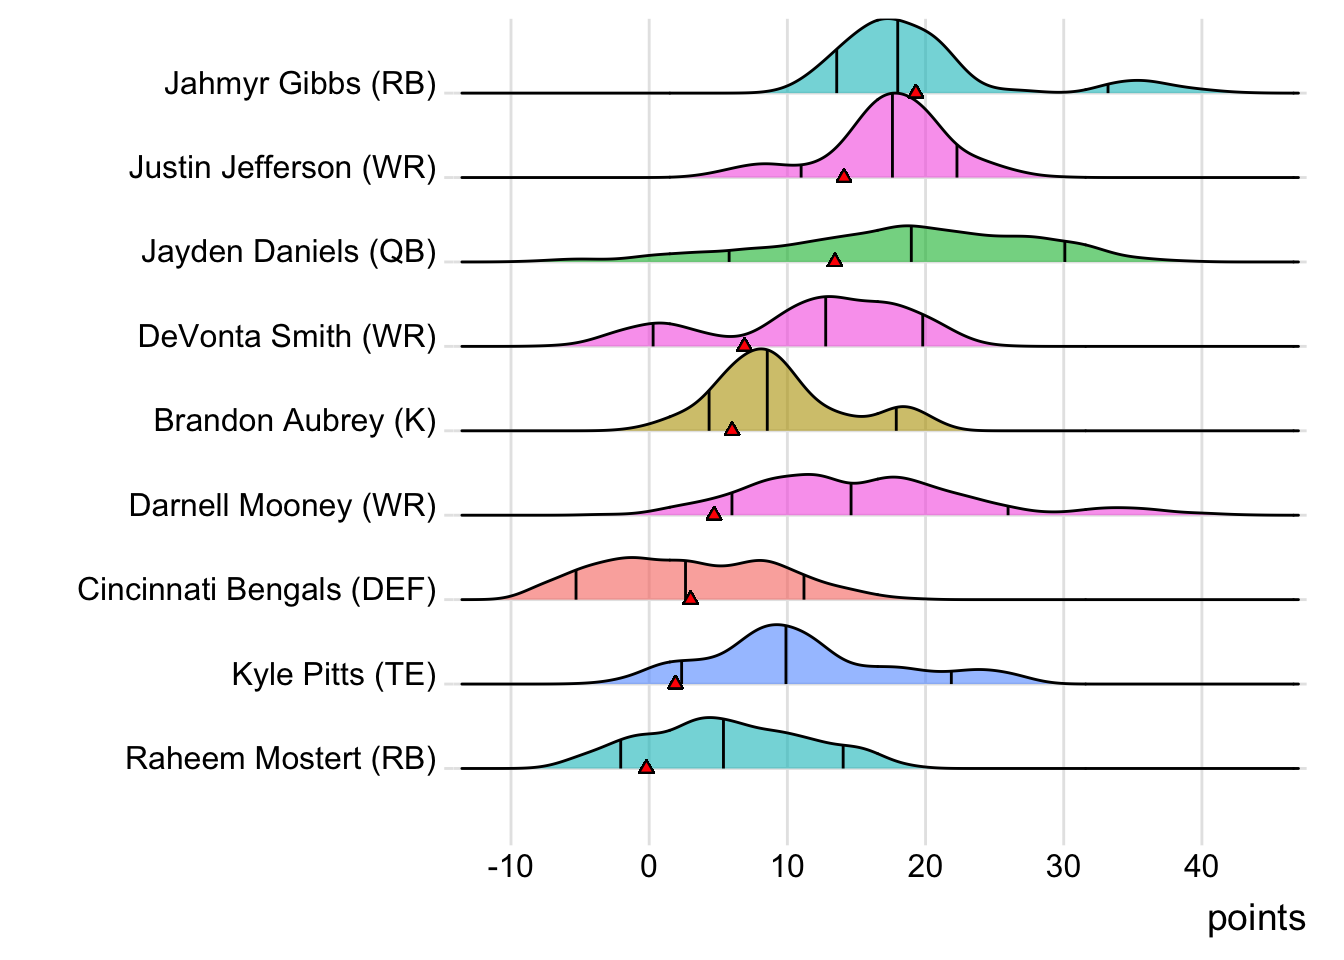 Jahmyr Gibbs (RB)
Justin Jefferson (WR)
Jayden Daniels (QB)
DeVonta Smith (WR)
Brandon Aubrey (K)
Darnell Mooney (WR)
Cincinnati Bengals (DEF)
Kyle Pitts (TE)
Raheem Mostert (RB)
-10 0 10 20 30 40
points